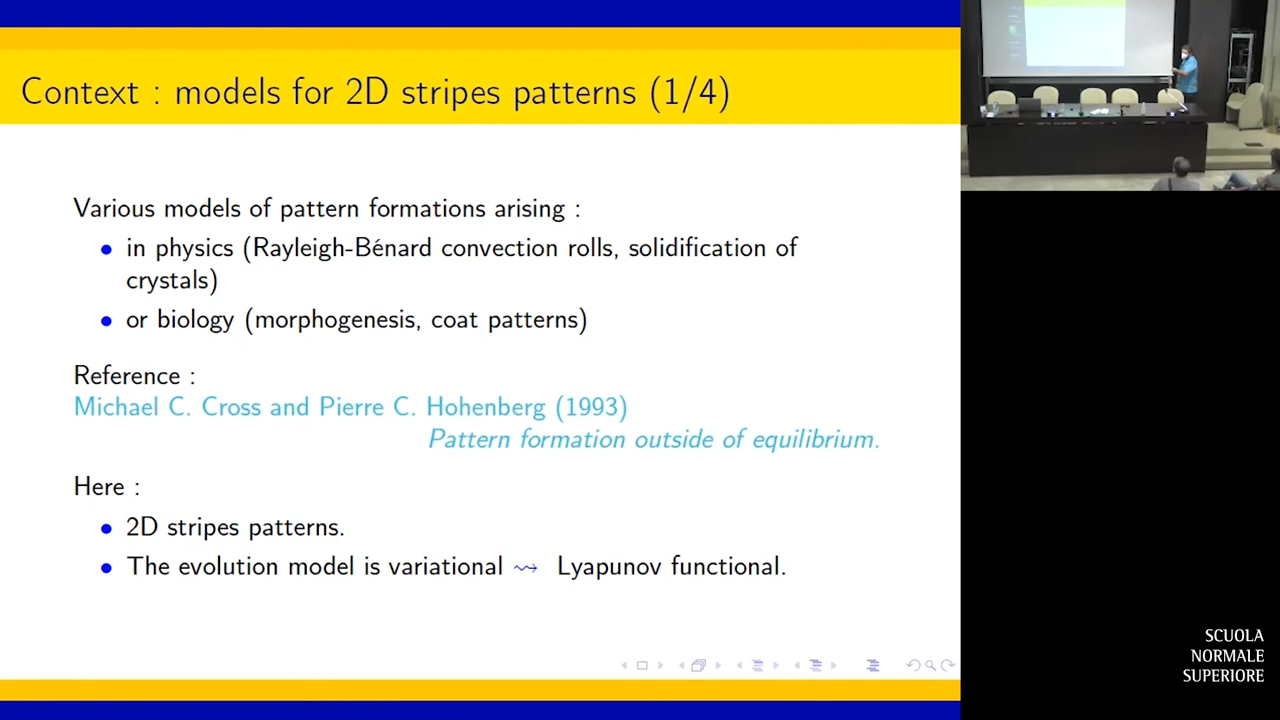 Context : models for 2D stripes patterns (1/4)
Various models of pattern formations arising :
in physics (Rayleigh-Bénard convection rolls, solidification of
crystals)
or biology (morphogenesis, coat patterns)
Reference :
Michael C. Cross and Pierre C. Hohenberg (1993)
Pattern formation outside of equilibrium.
Here :
2D stripes patterns.
The evolution model is variational ⇝ Lyapunov functional.
SCUOLA
NORMALE
SUPERIORE